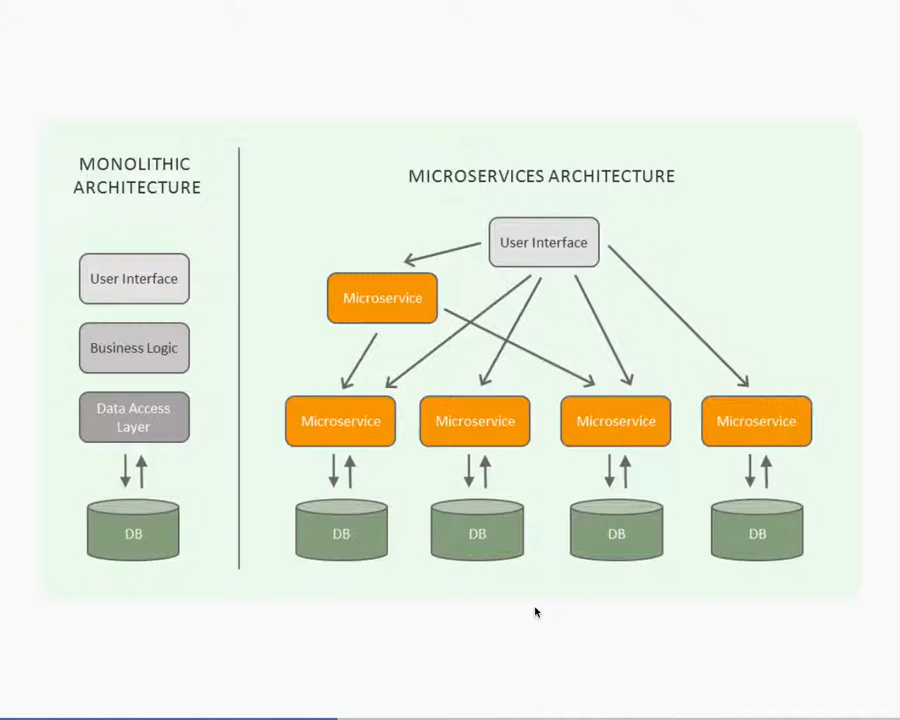 MONOLITHIC
ARCHITECTURE
User Interface
Business Logic
Data Access
Layer
DB
MICROSERVICES ARCHITECTURE
User Interface
Microservice
Microservice
Microservice
Microservice
Microservice
DB
DB
DB
DB